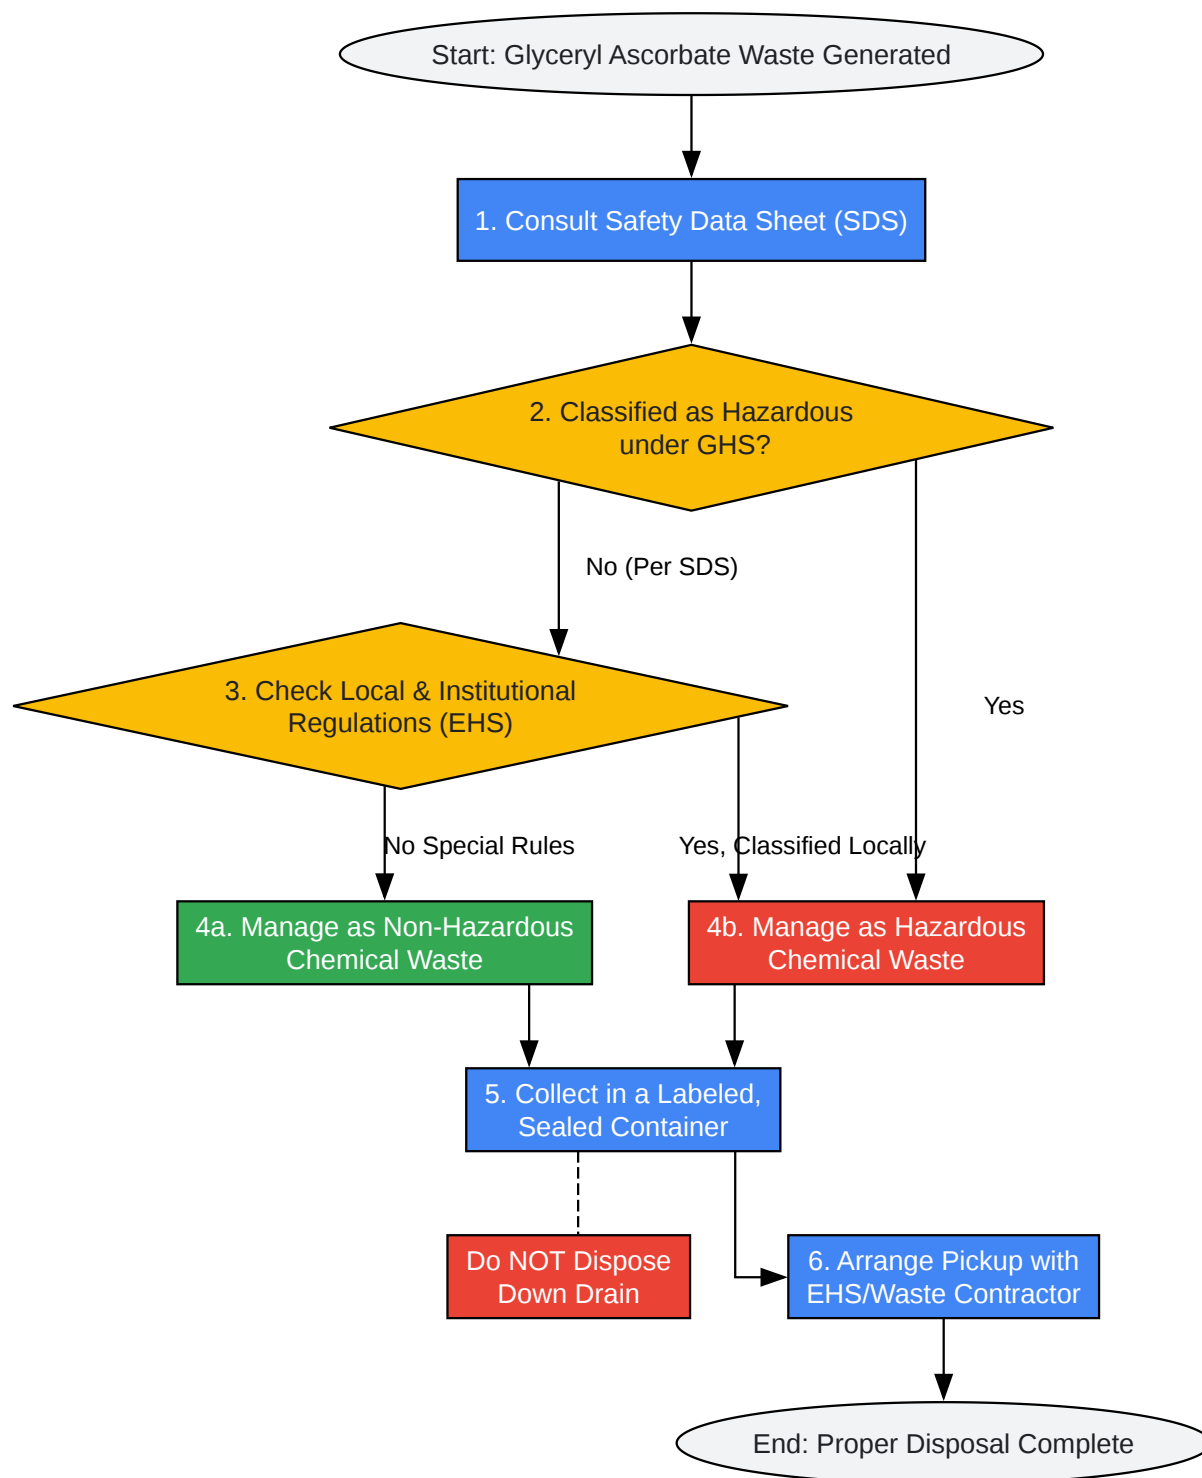 Start: Glyceryl Ascorbate Waste Generated
1. Consult Safety Data Sheet (SDS)
2. Classified as Hazardous
under GHS?
No (Per SDS)
3. Check Local & Institutional
Regulations (EHS)
Yes
No Special Rules
Yes, Classified Locally
4a. Manage as Non-Hazardous
Chemical Waste
4b. Manage as Hazardous
Chemical Waste
5. Collect in a Labeled,
Sealed Container
Do NOT Dispose
Down Drain
6. Arrange Pickup with
EHS/Waste Contractor
End: Proper Disposal Complete